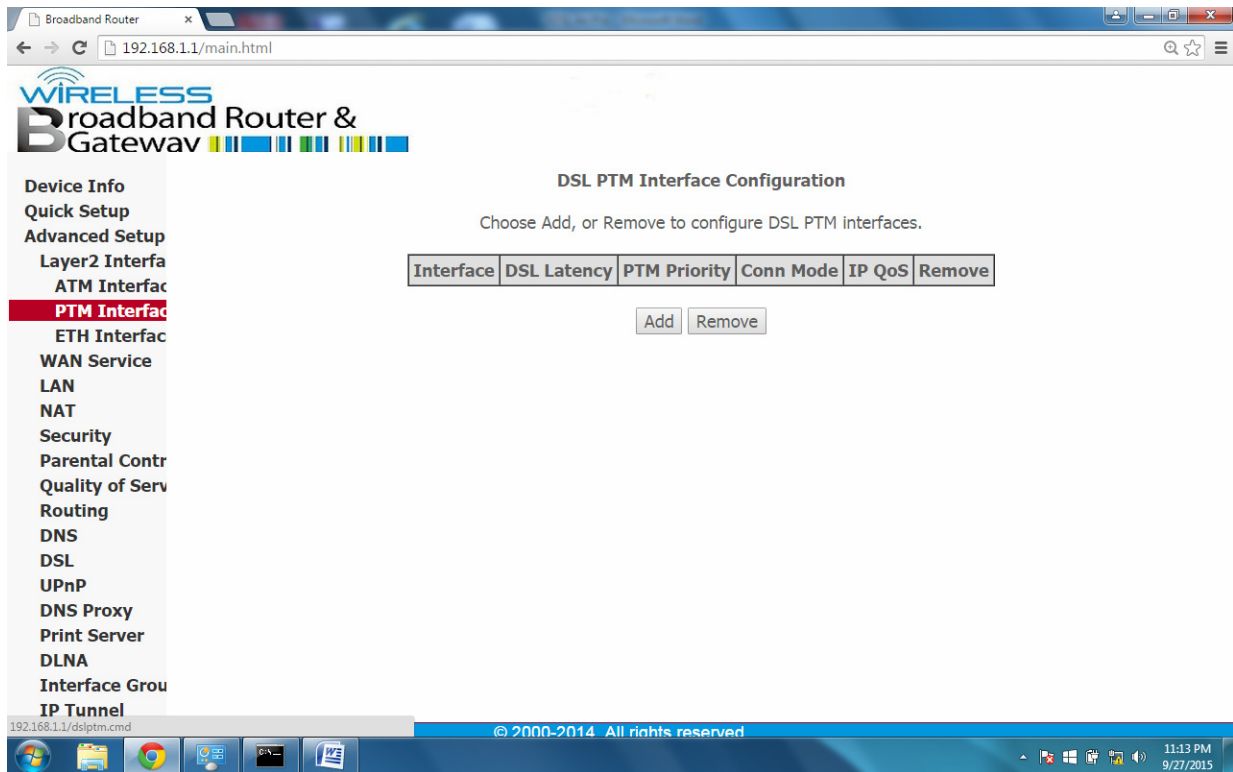 Broadband Router
192.168.1.1/main.html
WIRELESS
Broadband Router &
Gateway
Device Info
Quick Setup
Advanced Setup
Layer2 Interfa
ATM Interfac
PTM Interfac
ETH Interfac
WAN Service
LAN
NAT
Security
Parental Contr
Quality of Serv
Routing
DNS
DSL
UPnP
DNS Proxy
Print Server
DLNA
Interface Grou
IP Tunnel
DSL PTM Interface Configuration
Choose Add, or Remove to configure DSL PTM interfaces.
Interface DSL Latency PTM Priority Conn Mode IP QoS Remove
Add Remove
192.168.1.1/dslptm.cmd
© 2000-2014 All rights reserved
C:\
W
11:13 PM
9/27/2015